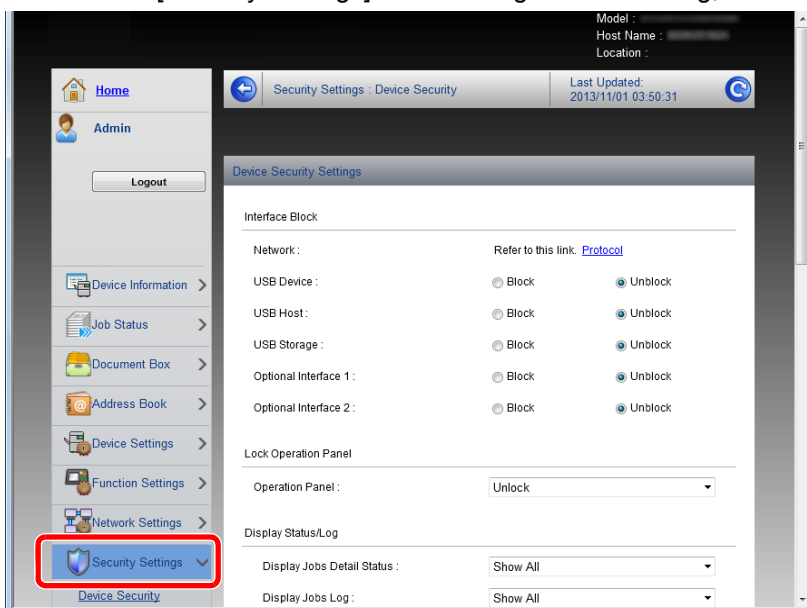 Model :
Host Name :
Location :
Home
Security Settings : Device Security
Last Updated:
2013/11/01 03:50:31
Admin
Logout
Device Security Settings
Interface Block
Network :
Refer to this link. Protocol
USB Device :
Block
Unblock
USB Host :
Block
Unblock
USB Storage :
Block
Unblock
Optional Interface 1 :
Block
Unblock
Optional Interface 2 :
Block
Unblock
Lock Operation Panel
Operation Panel :
Unlock
Display Status/Log
Display Jobs Detail Status :
Show All
Display Jobs Log :
Show All
Device Information
Job Status
Document Box
Address Book
Device Settings
Function Settings
Network Settings
Security Settings
Device Security